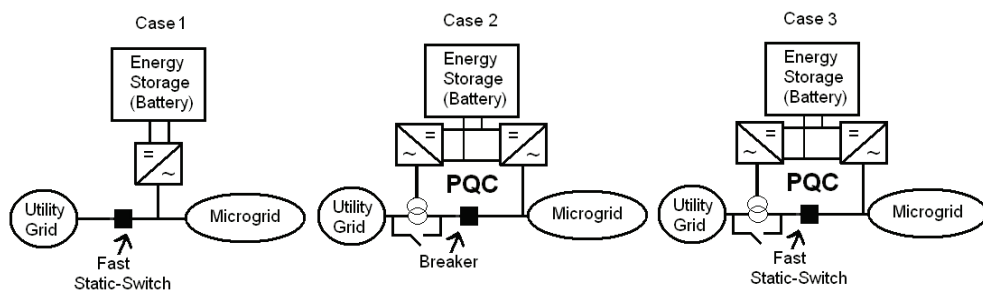 Case 1
Energy
Storage
(Battery)
=
~
Utility
Grid
Microgrid
Fast
Static-Switch
Case 2
Energy
Storage
(Battery)
=
~
=
~
PQC
Utility
Grid
Microgrid
Breaker
Case 3
Energy
Storage
(Battery)
=
~
=
~
PQC
Utility
Grid
Microgrid
Fast
Static-Switch